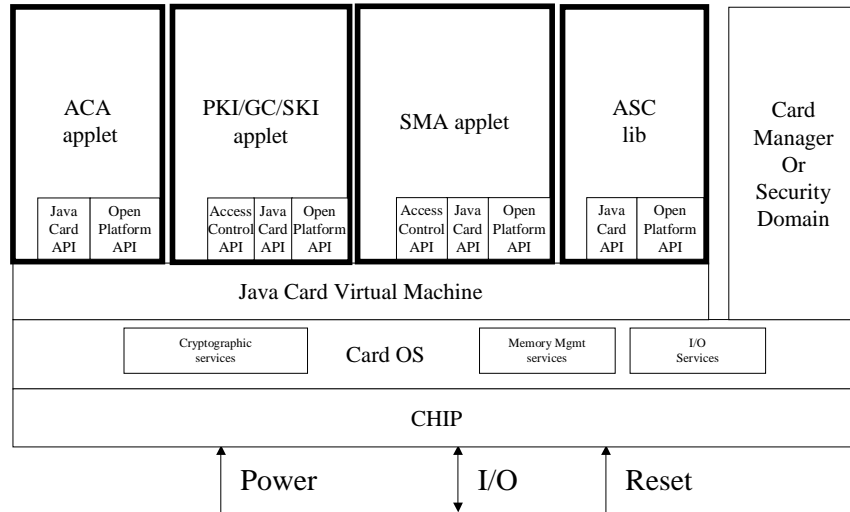 ACA
applet
PKI/GC/SKI
applet
SMA applet
ASC
lib
Card
Manager
Or
Security
Domain
Java
Card
API
Open
Platform
API
Access
Control
API
Java
Card
API
Open
Platform
API
Access
Control
API
Java
Card
API
Open
Platform
API
Java
Card
API
Open
Platform
API
Java Card Virtual Machine
Cryptographic
services
Card OS
Memory Mgmt
services
I/O
Services
CHIP
Power
I/O
Reset